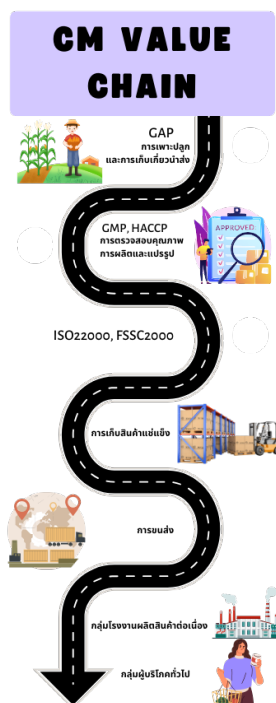 CM VALUE
CHAIN
GAP
การเพาะปลูก
และการเก็บเกี่ยวนำส่ง
GMP, HACCP
การตรวจสอบคุณภาพ
การผลิตและแปรรูป
APPROVED
ISO22000, FSSC2000
การเก็บสินค้าแช่แข็ง
การขนส่ง
กลุ่มโรงงานผลิตสินค้าต่อเนื่อง
กลุ่มผู้บริโภคทั่วไป